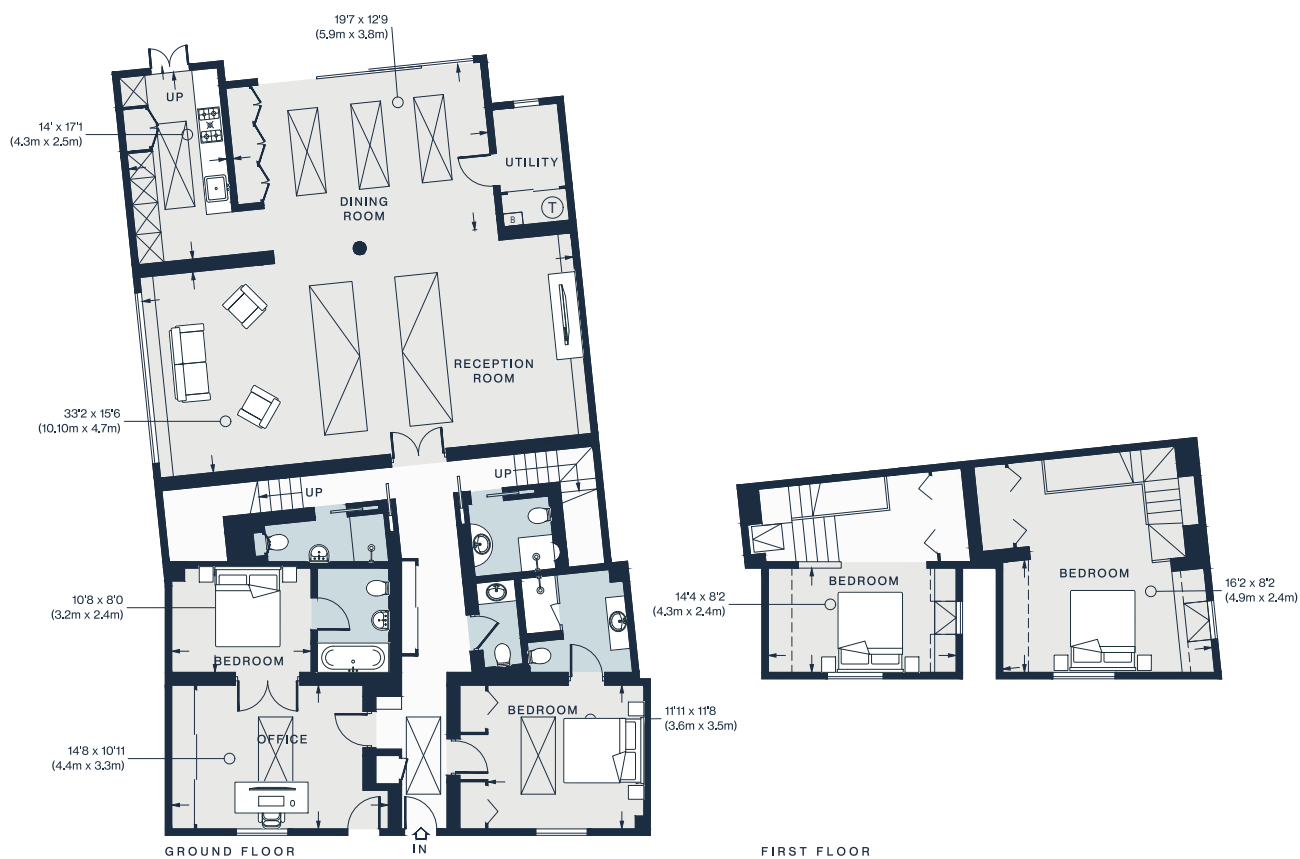 19'7 x 12'9
(5.9m x 3.8m)
UP
14' x 17'1
(4.3m x 2.5m)
UTILITY
DINING
ROOM
T
B
RECEPTION
ROOM
33'2 x 15'6
(10.10m x 4.7m)
UP
UP
10'8 x 8'0
(3.2m x 2.4m)
BEDROOM
BEDROOM
11'11 x 11'8
(3.6m x 3.5m)
OFFICE
14'8 x 10'11
(4.4m x 3.3m)
IN
GROUND FLOOR
BEDROOM
14'4 x 8'2
(4.3m x 2.4m)
BEDROOM
16'2 x 8'2
(4.9m x 2.4m)
FIRST FLOOR